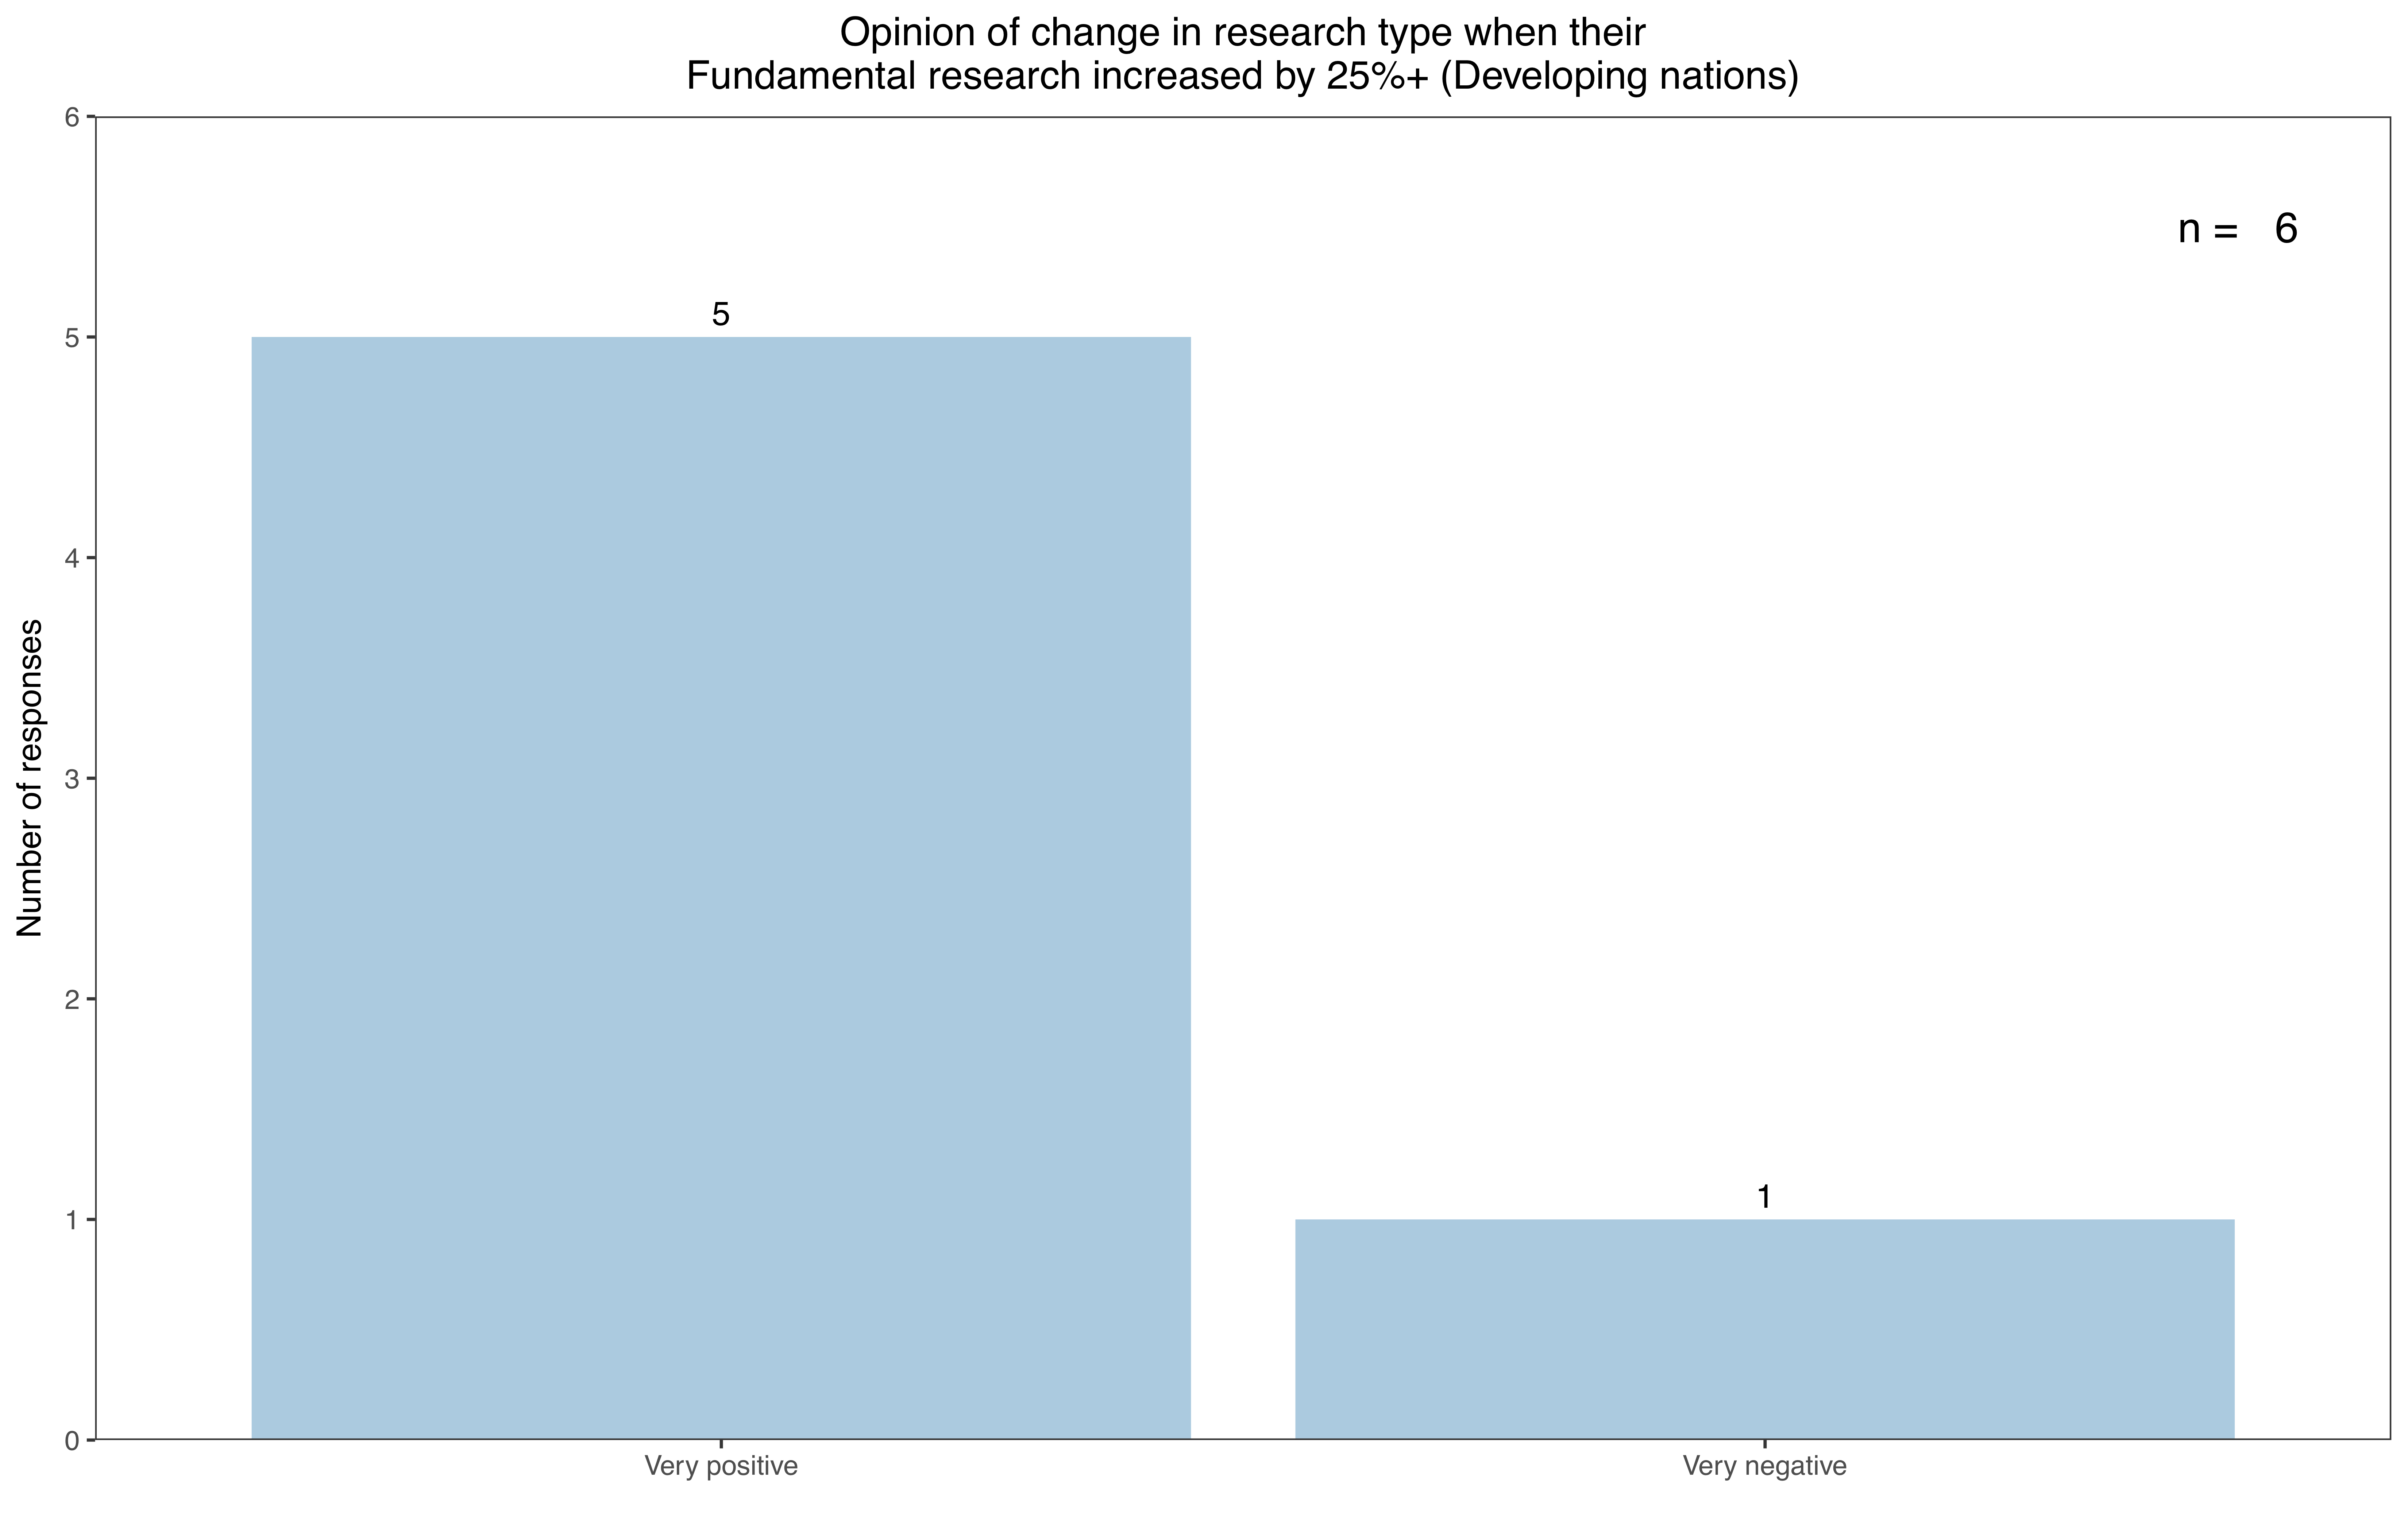 Opinion of change in research type when their
Fundamental research increased by 25%+ (Developing nations)
6
n = 6
5
5
4
3
2
1
1
0
Number of responses
Very positive
Very negative